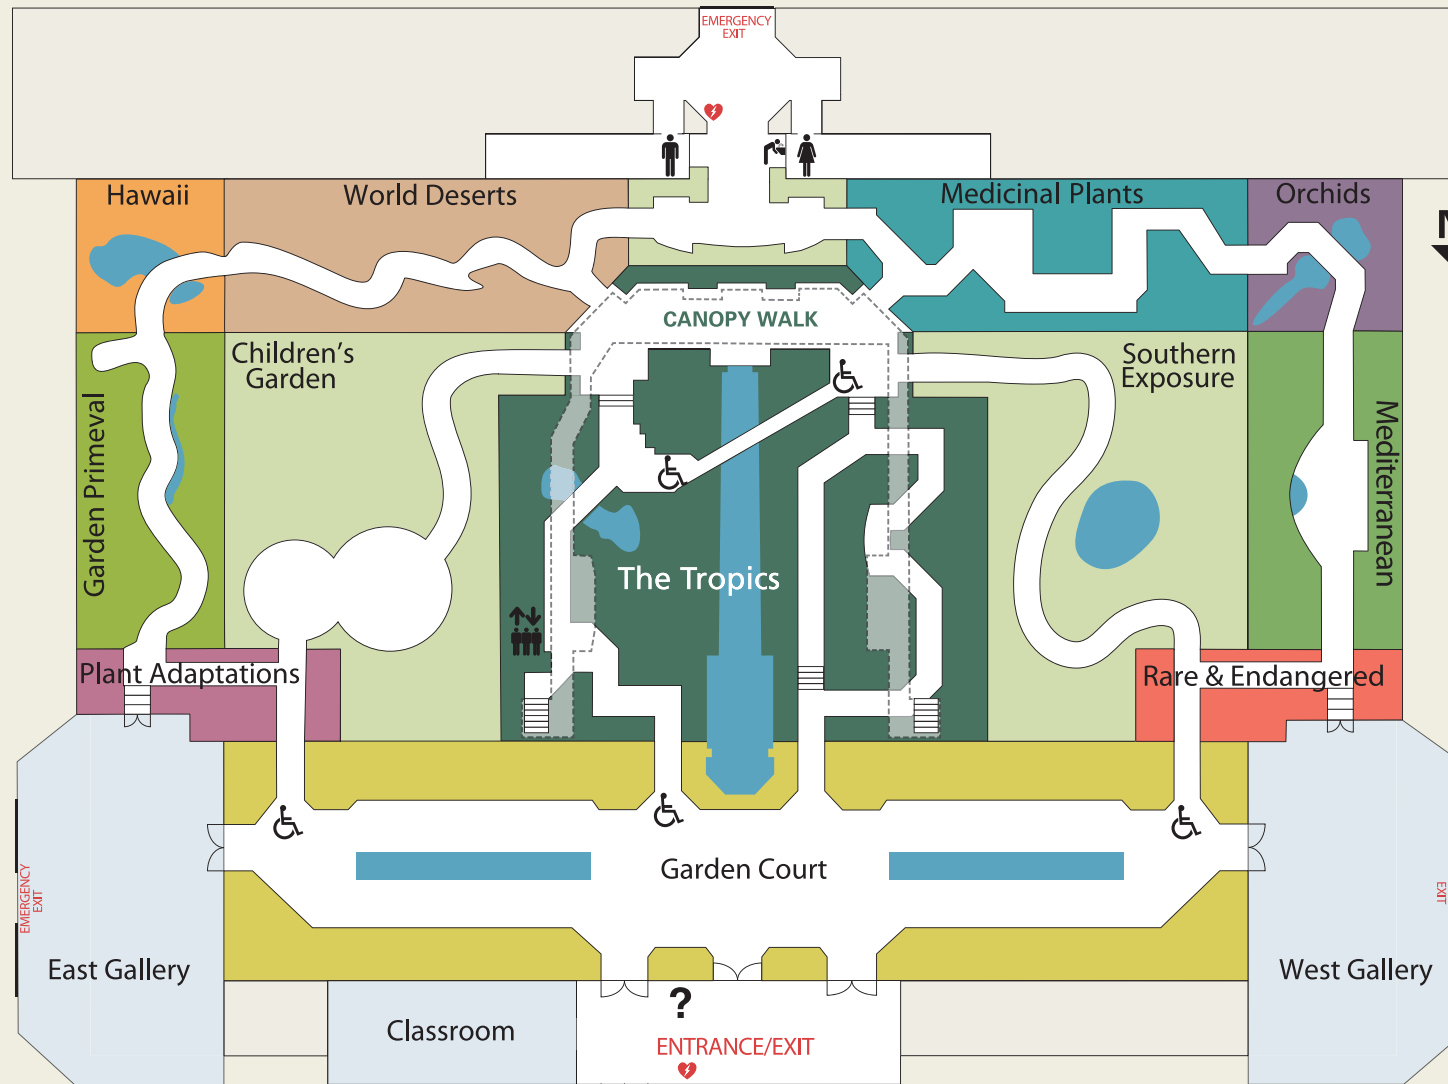 EMERGENCY
EXIT
Hawaii
World Deserts
Medicinal Plants
Orchids
CANOPY WALK
Children's
Garden
Southern
Exposure
Garden Primeval
Mediterranean
The Tropics
Plant Adaptations
Rare & Endangered
Garden Court
EMERGENCY
EXIT
EXIT
East Gallery
West Gallery
?
Classroom
ENTRANCE/EXIT